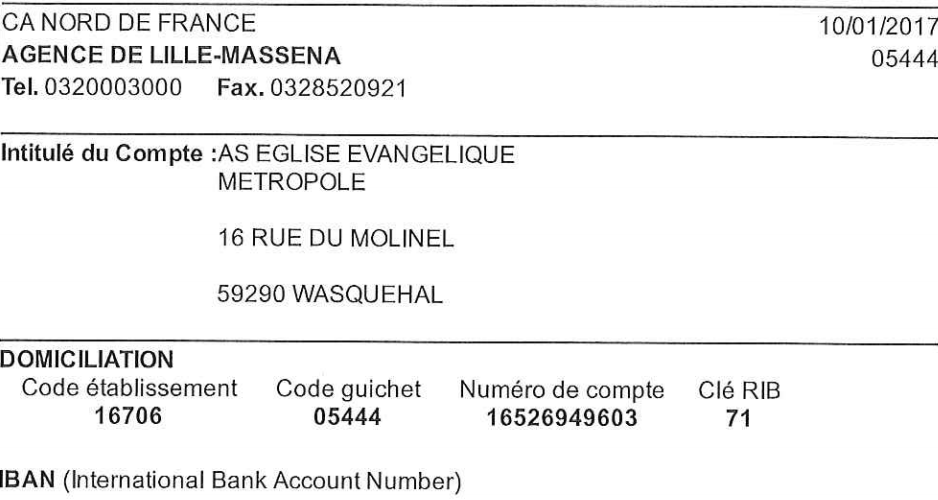 CA NORD DE FRANCE 10/01/2017
AGENCE DE LILLE-MASSENA 05444
Tel. 0320003000 Fax. 0328520921
Intitulé du Compte :AS EGLISE EVANGELIQUE
METROPOLE
16 RUE DU MOLINEL
59290 WASQUEHAL
DOMICILIATION
Code établissement Code guichet Numéro de compte Clé RIB
16706 05444 16526949603 71
IBAN (International Bank Account Number)